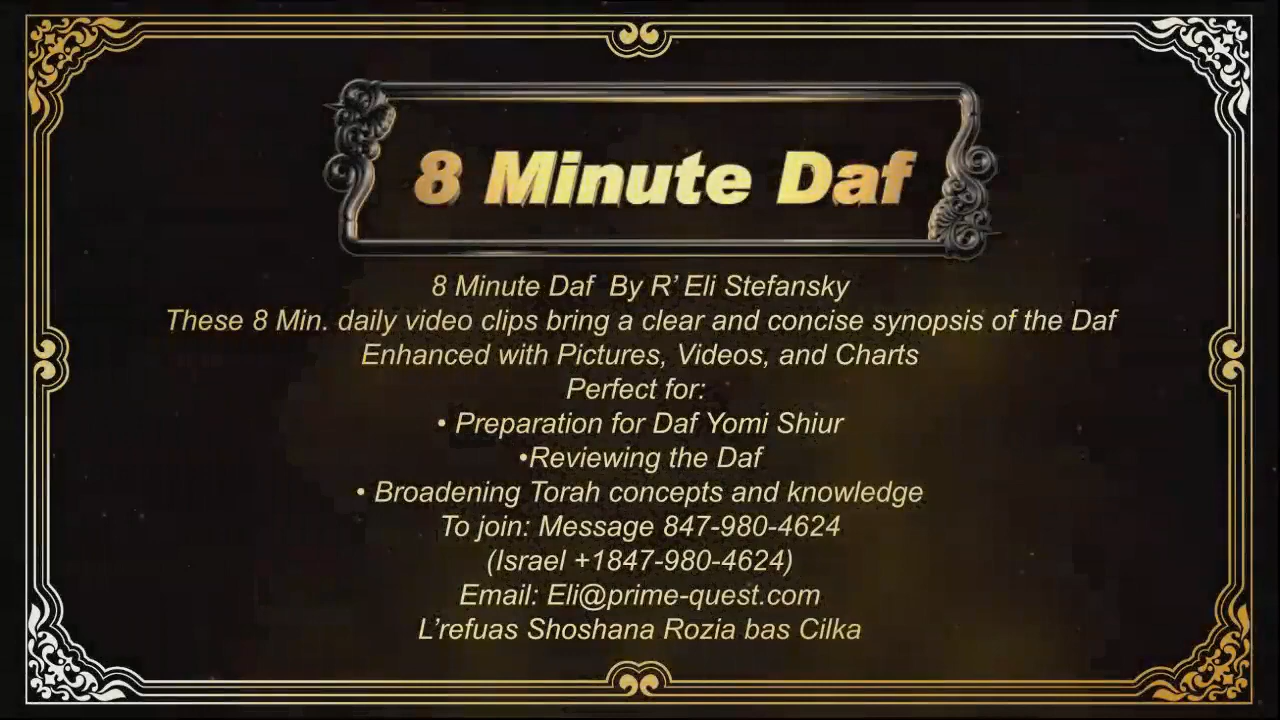 8 Minute Daf
8 Minute Daf  By R’ Eli Stefansky
These 8 Min. daily video clips bring a clear and concise synopsis of the Daf
Enhanced with Pictures, Videos, and Charts
Perfect for:
• Preparation for Daf Yomi Shiur
•Reviewing the Daf
• Broadening Torah concepts and knowledge
To join: Message 847-980-4624
(Israel +1847-980-4624)
Email: Eli@prime-quest.com
L’refuas Shoshana Rozia bas Cilka